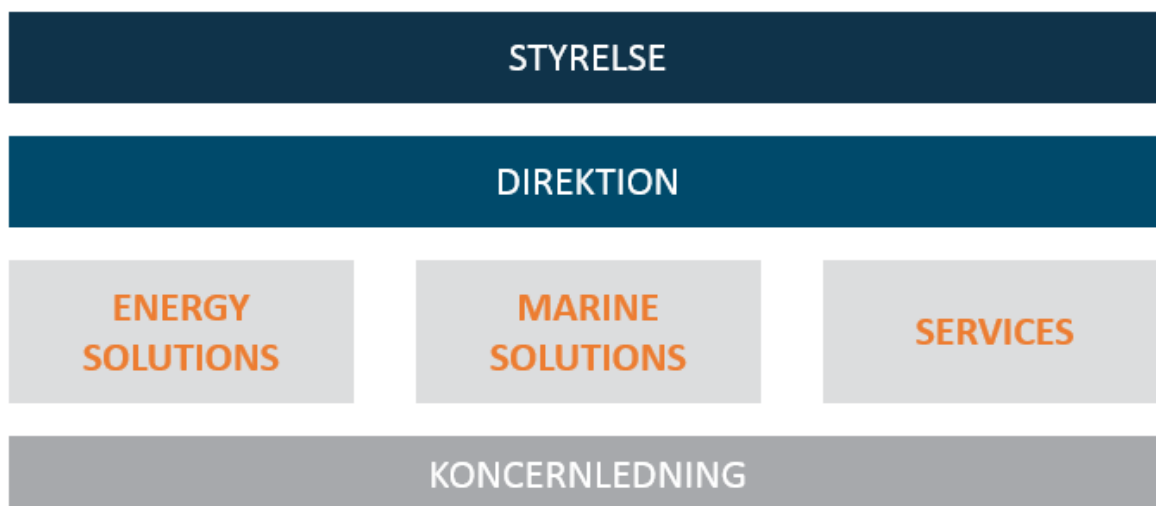 STYRELSE
DIREKTION
ENERGY
SOLUTIONS
MARINE
SOLUTIONS
SERVICES
KONCERNLEDNING